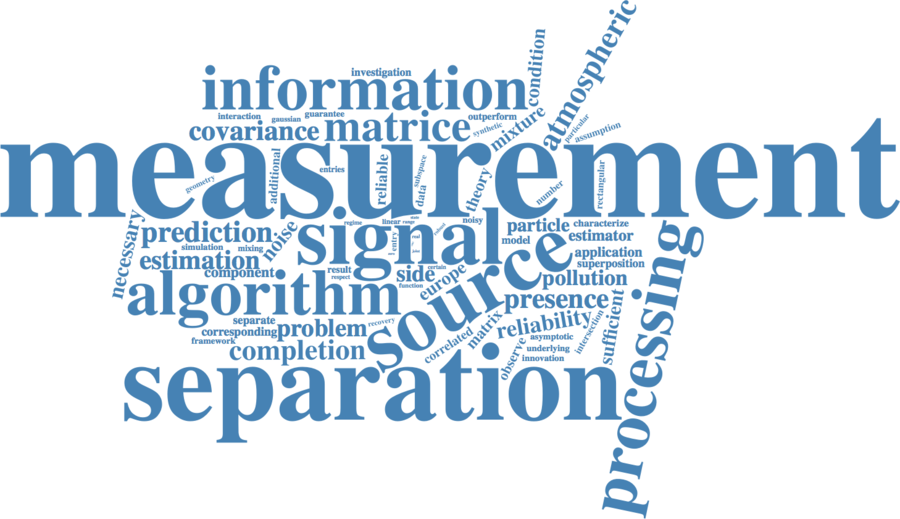 condition
atmospheric
investigation
information
interaction
gaussian
guarantee
outperform
covariance
matrice
synthetic
mixture
particular
assumption
measurement
geometry
additional
entries
reliable
subspace
data
theory
number
rectangular
necessary
prediction
noise
simulation
mixing
estimation
component
regime
linear
range
noisy
signal
entry
real
particle
characterize
model
estimator
application
superposition
pollution
result
respect
side
certain
function
europe
source
presence
algorithm
separate
corresponding
problem
recovery
framework
completion
correlated
matrix
reliability
asymptotic
observe
underlying
innovation
intersection
sufficient
separation
processing